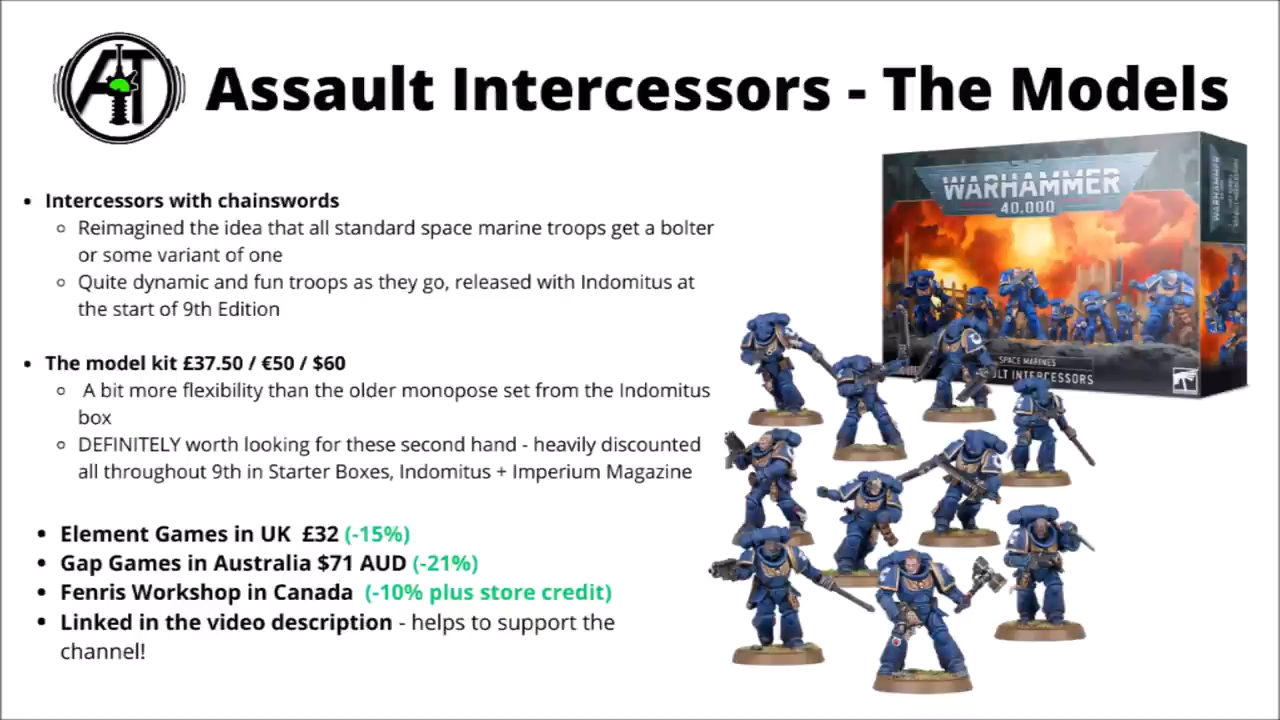 AT
Assault Intercessors - The Models
WARHAMMER
40,000
SPACE MARINES
ULT INTERCESSORS
• Intercessors with chainswords
◦ Reimagined the idea that all standard space marine troops get a bolter
or some variant of one
◦ Quite dynamic and fun troops as they go, released with Indomitus at
the start of 9th Edition
• The model kit £37.50 / €50 / $60
◦ A bit more flexibility than the older monopose set from the Indomitus
box
◦ DEFINITELY worth looking for these second hand - heavily discounted
all throughout 9th in Starter Boxes, Indomitus + Imperium Magazine
• Element Games in UK £32 (-15%)
• Gap Games in Australia $71 AUD (-21%)
• Fenris Workshop in Canada (-10% plus store credit)
• Linked in the video description - helps to support the
channel!